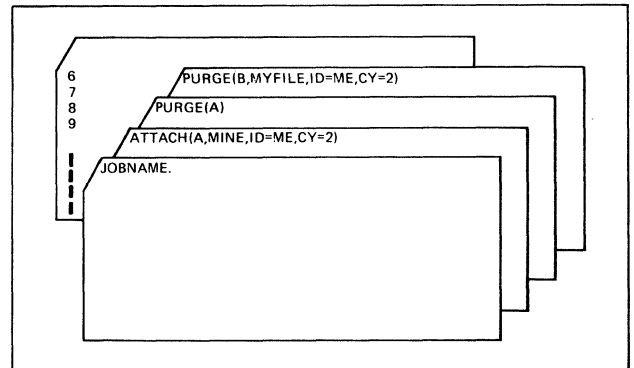 6
7
8
9
PURGE(B,MYFILE,ID=ME,CY=2)
PURGE(A)
ATTACH(A,MINE,ID=ME,CY=2)
JOBNAME.